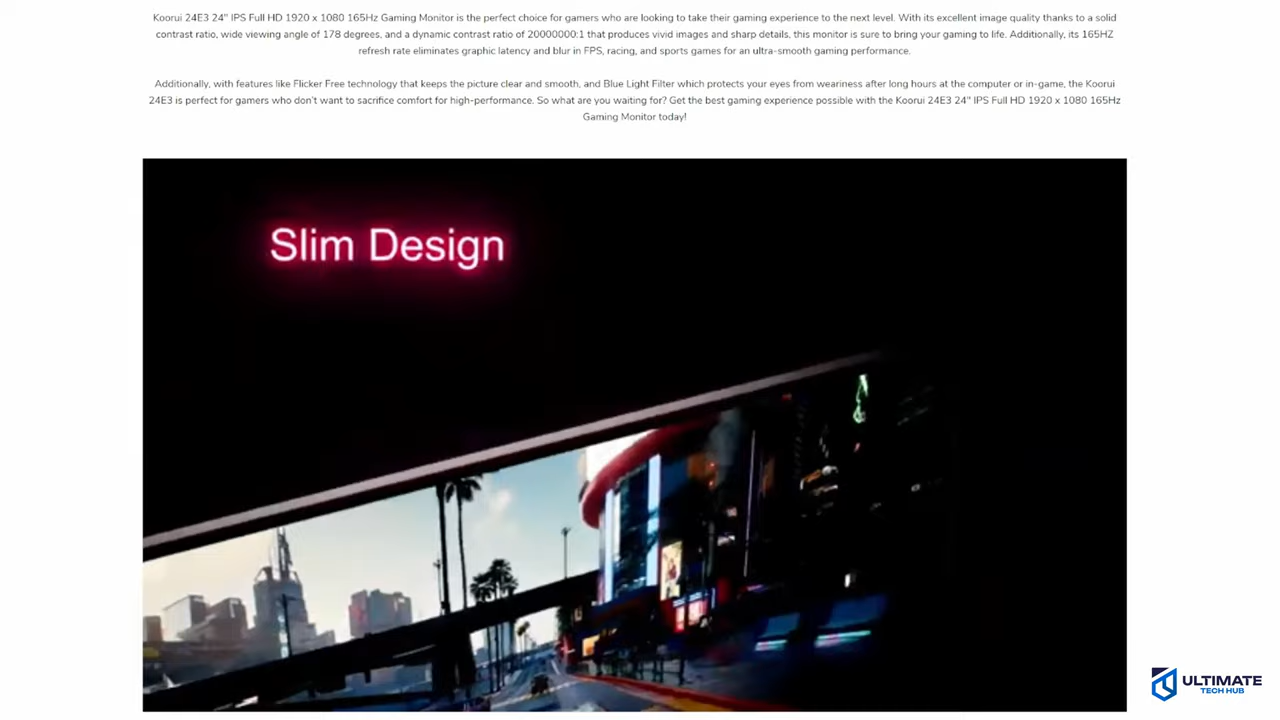 Koorui 24E3 24" IPS Full HD 1920 x 1080 165Hz Gaming Monitor is the perfect choice for gamers who are looking to take their gaming experience to the next level. With its excellent image quality thanks to a solid
contrast ratio, wide viewing angle of 178 degrees, and a dynamic contrast ratio of 20000000:1 that produces vivid images and sharp details, this monitor is sure to bring your gaming to life. Additionally, its 165HZ
refresh rate eliminates graphic latency and blur in FPS, racing, and sports games for an ultra-smooth gaming performance.
Additionally, with features like Flicker Free technology that keeps the picture clear and smooth, and Blue Light Filter which protects your eyes from weariness after long hours at the computer or in-game, the Koorui
24E3 is perfect for gamers who don't want to sacrifice comfort for high-performance. So what are you waiting for? Get the best gaming experience possible with the Koorui 24E3 24" IPS Full HD 1920 x 1080 165Hz
Gaming Monitor today!
Slim Design
ULTIMATE
TECH HUB